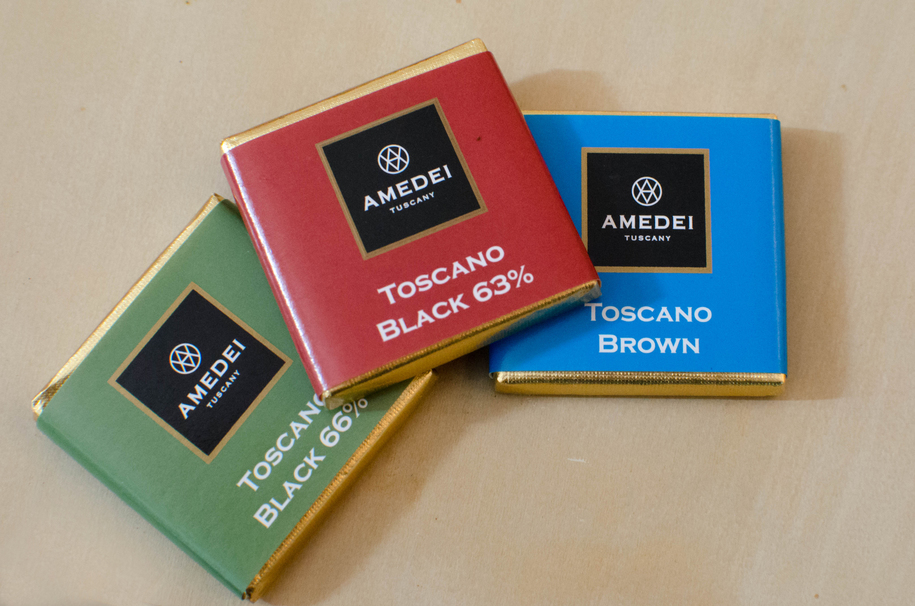 AMEDEI
TUSCANY
TOSCANO
BLACK 63%
AMEDEI
TUSCANY
TOSCANO
BROWN
AMEDEI
TUSCANY
TOSCANO
BLACK 66%